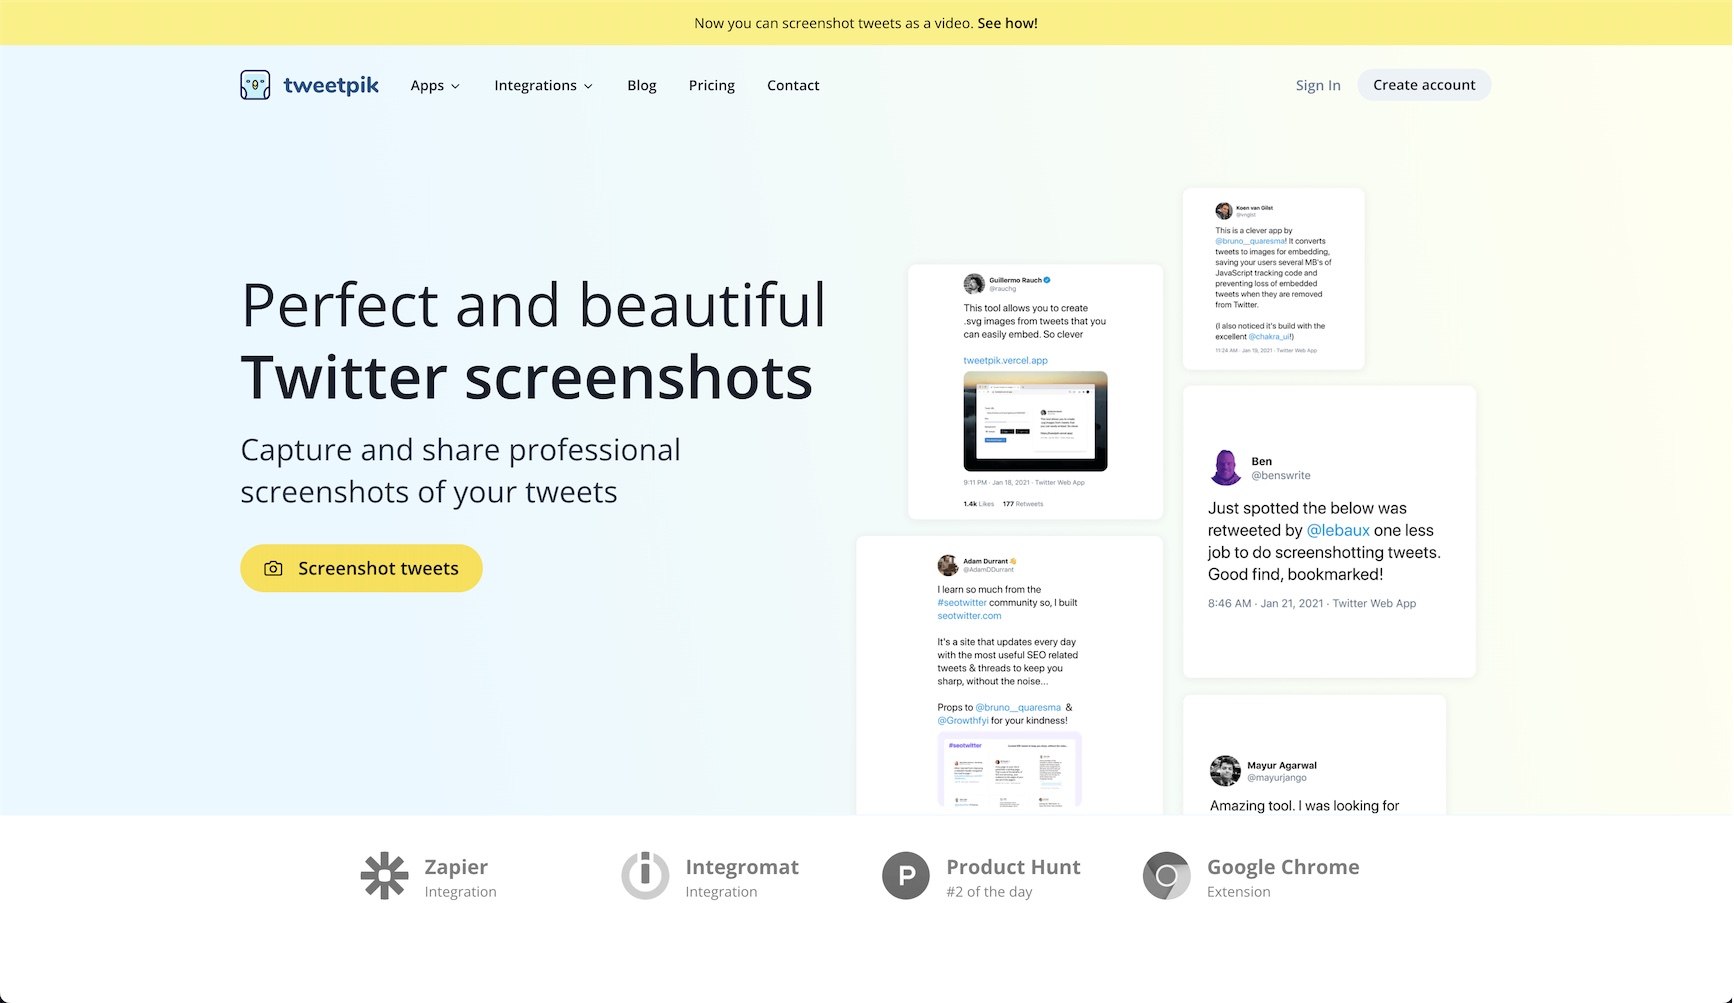 Now you can screenshot tweets as a video. See how!
tweetpik
Apps
Integrations
Blog
Pricing
Contact
Sign In
Create account
Perfect and beautiful
Twitter screenshots
Capture and share professional
screenshots of your tweets
Screenshot tweets
Guillermo Rauch
@rauchg
This tool allows you to create
.svg images from tweets that you
can easily embed. So clever
tweetpik.vercel.app
9:11 PM · Jan 18, 2021 · Twitter Web App
1.4k Likes 177 Retweets
Adam Durrant 👋
@AdamDDurrant
I learn so much from the
#seotwitter community so, I built
seotwitter.com
It's a site that updates every day
with the most useful SEO related
tweets & threads to keep you
sharp, without the noise...
Props to @bruno__quaresma &
@Growthfyi for your kindness!
#seotwitter
Koen van Gilst
@vnglst
This is a clever app by
@bruno__quaresma! It converts
tweets to images for embedding,
saving your users several MB's of
JavaScript tracking code and
preventing loss of embedded
tweets when they are removed
from Twitter.
(I also noticed it's build with the
excellent @chakra_ui!)
11:24 AM · Jan 19, 2021 · Twitter Web App
Ben
@benswrite
Just spotted the below was
retweeted by @lebaux one less
job to do screenshotting tweets.
Good find, bookmarked!
8:46 AM · Jan 21, 2021 · Twitter Web App
Mayur Agarwal
@mayurjango
Amazing tool. I was looking for
Zapier
Integration
Integromat
Integration
Product Hunt
#2 of the day
Google Chrome
Extension